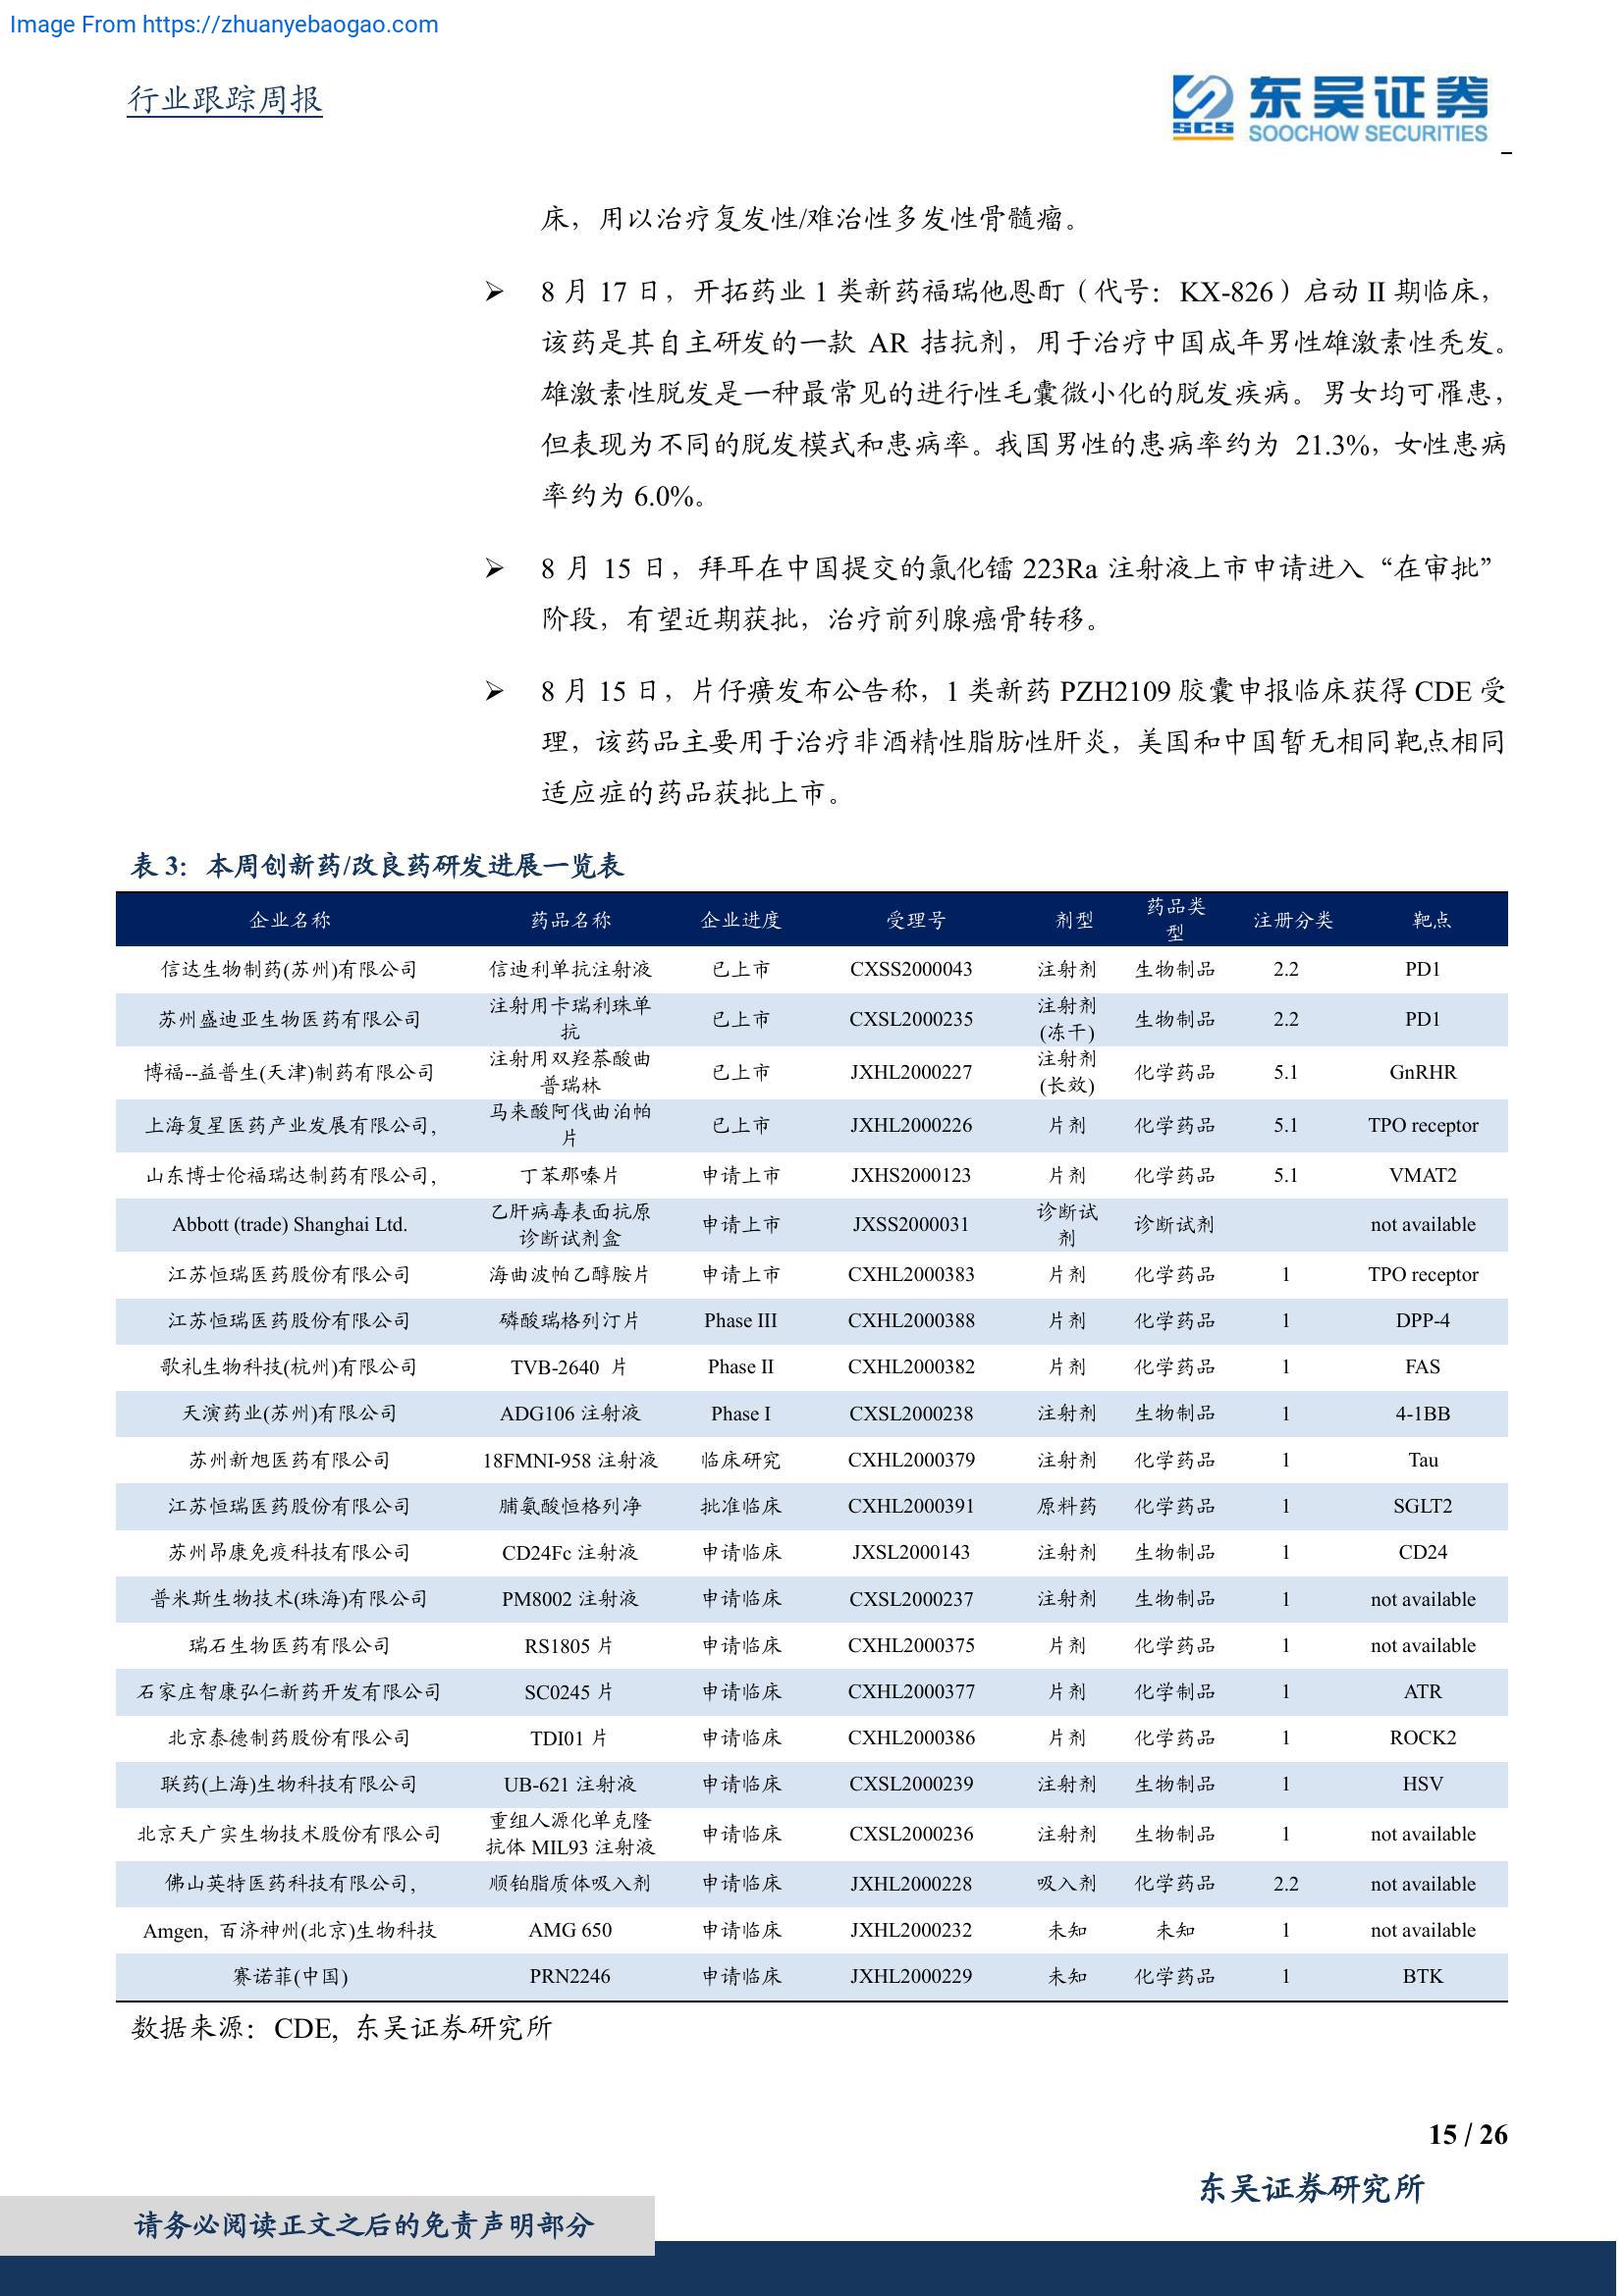 Image From https://zhuanyebaogao.com
行业跟踪周报
东吴证券
SCS
SOOCHOW SECURITIES
床，用以治疗复发性/难治性多发性骨髓瘤。
➢ 8 月 17 日，开拓药业 1 类新药福瑞他恩酊（代号：KX-826）启动 II 期临床，
该药是其自主研发的一款 AR 拮抗剂，用于治疗中国成年男性雄激素性秃发。
雄激素性脱发是一种最常见的进行性毛囊微小化的脱发疾病。男女均可罹患，
但表现为不同的脱发模式和患病率。我国男性的患病率约为 21.3%，女性患病
率约为 6.0%。
➢ 8 月 15 日，拜耳在中国提交的氯化镭 223Ra 注射液上市申请进入“在审批”
阶段，有望近期获批，治疗前列腺癌骨转移。
➢ 8 月 15 日，片仔癀发布公告称，1 类新药 PZH2109 胶囊申报临床获得 CDE 受
理，该药品主要用于治疗非酒精性脂肪性肝炎，美国和中国暂无相同靶点相同
适应症的药品获批上市。
表 3：本周创新药/改良药研发进展一览表
企业名称 药品名称 企业进度 受理号 剂型 药品类型 注册分类 靶点
信达生物制药(苏州)有限公司 信迪利单抗注射液 已上市 CXSS2000043 注射剂 生物制品 2.2 PD1
苏州盛迪亚生物医药有限公司 注射用卡瑞利珠单抗 已上市 CXSL2000235 注射剂(冻干) 生物制品 2.2 PD1
博福--益普生(天津)制药有限公司 注射用双羟萘酸曲普瑞林 已上市 JXHL2000227 注射剂(长效) 化学药品 5.1 GnRHR
上海复星医药产业发展有限公司, 马来酸阿伐曲泊帕片 已上市 JXHL2000226 片剂 化学药品 5.1 TPO receptor
山东博士伦福瑞达制药有限公司, 丁苯那嗪片 申请上市 JXHS2000123 片剂 化学药品 5.1 VMAT2
Abbott (trade) Shanghai Ltd. 乙肝病毒表面抗原诊断试剂盒 申请上市 JXSS2000031 诊断试剂 诊断试剂 not available
江苏恒瑞医药股份有限公司 海曲波帕乙醇胺片 申请上市 CXHL2000383 片剂 化学药品 1 TPO receptor
江苏恒瑞医药股份有限公司 磷酸瑞格列汀片 Phase III CXHL2000388 片剂 化学药品 1 DPP-4
歌礼生物科技(杭州)有限公司 TVB-2640 片 Phase II CXHL2000382 片剂 化学药品 1 FAS
天演药业(苏州)有限公司 ADG106 注射液 Phase I CXSL2000238 注射剂 生物制品 1 4-1BB
苏州新旭医药有限公司 18FMNI-958 注射液 临床研究 CXHL2000379 注射剂 化学药品 1 Tau
江苏恒瑞医药股份有限公司 脯氨酸恒格列净 批准临床 CXHL2000391 原料药 化学药品 1 SGLT2
苏州昂康免疫科技有限公司 CD24Fc 注射液 申请临床 JXSL2000143 注射剂 生物制品 1 CD24
普米斯生物技术(珠海)有限公司 PM8002 注射液 申请临床 CXSL2000237 注射剂 生物制品 1 not available
瑞石生物医药有限公司 RS1805 片 申请临床 CXHL2000375 片剂 化学药品 1 not available
石家庄智康弘仁新药开发有限公司 SC0245 片 申请临床 CXHL2000377 片剂 化学制品 1 ATR
北京泰德制药股份有限公司 TDI01 片 申请临床 CXHL2000386 片剂 化学药品 1 ROCK2
联药(上海)生物科技有限公司 UB-621 注射液 申请临床 CXSL2000239 注射剂 生物制品 1 HSV
北京天广实生物技术股份有限公司 重组人源化单克隆抗体 MIL93 注射液 申请临床 CXSL2000236 注射剂 生物制品 1 not available
佛山英特医药科技有限公司, 顺铂脂质体吸入剂 申请临床 JXHL2000228 吸入剂 化学药品 2.2 not available
Amgen, 百济神州(北京)生物科技 AMG 650 申请临床 JXHL2000232 未知 未知 1 not available
赛诺菲(中国) PRN2246 申请临床 JXHL2000229 未知 化学药品 1 BTK
数据来源：CDE, 东吴证券研究所
15 / 26
东吴证券研究所
请务必阅读正文之后的免责声明部分